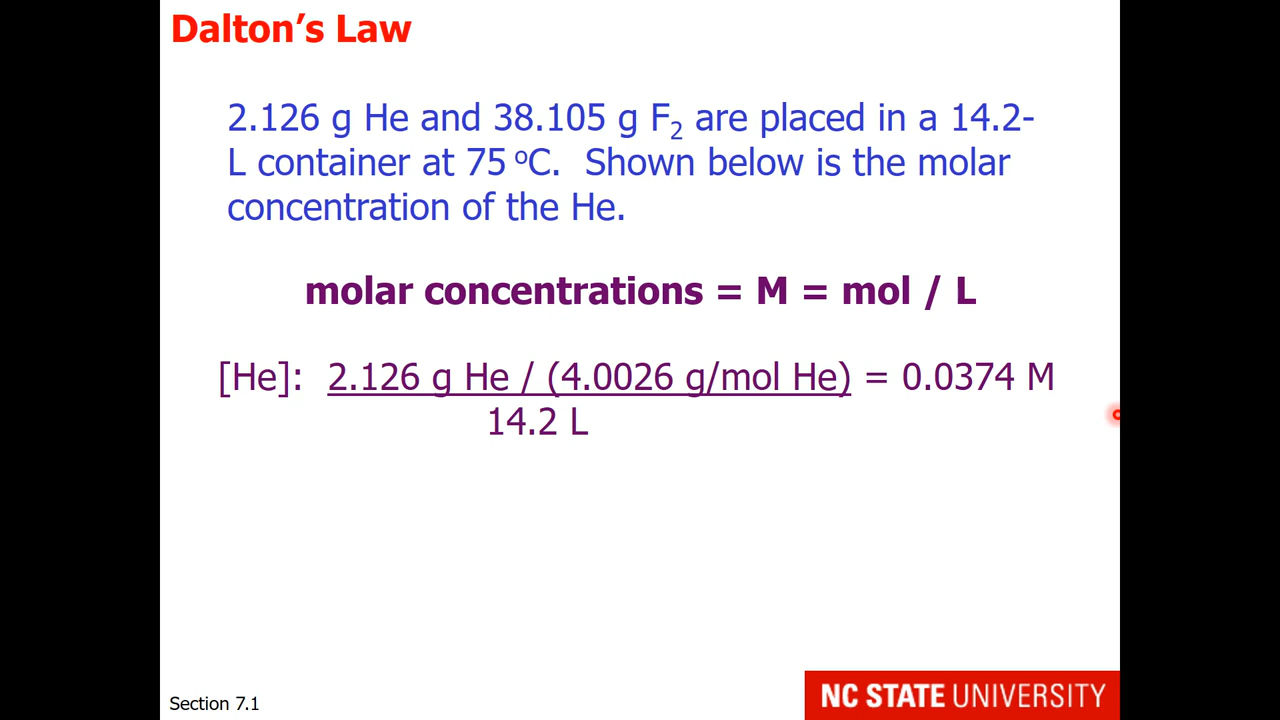 Dalton's Law
2.126 g He and 38.105 g F₂ are placed in a 14.2-
L container at 75 ºC. Shown below is the molar
concentration of the He.
molar concentrations = M = mol / L
[He]: 2.126 g He / (4.0026 g/mol He) = 0.0374 M
14.2 L
Section 7.1
NC STATE UNIVERSITY